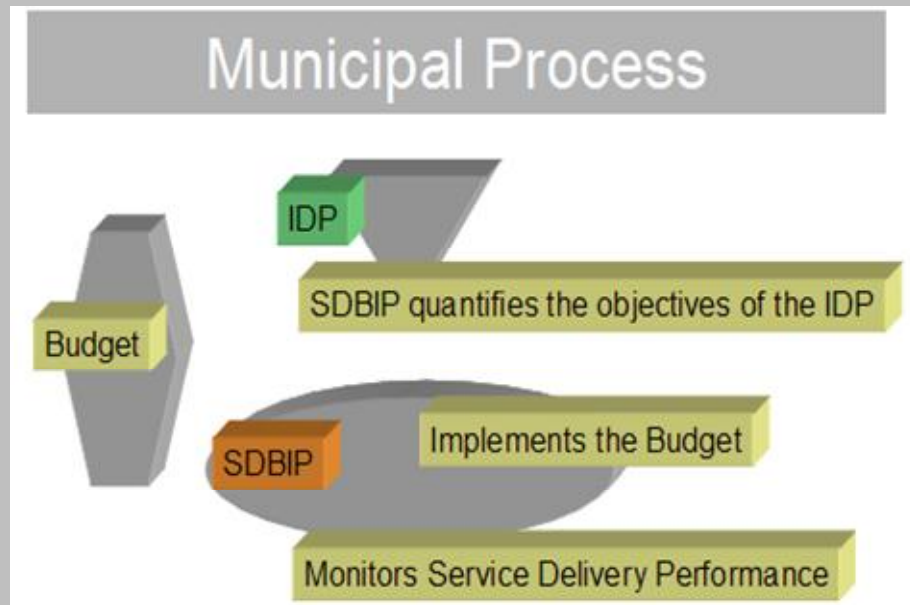 Municipal Process
IDP
SDBIP quantifies the objectives of the IDP
Budget
Implements the Budget
SDBIP
Monitors Service Delivery Performance